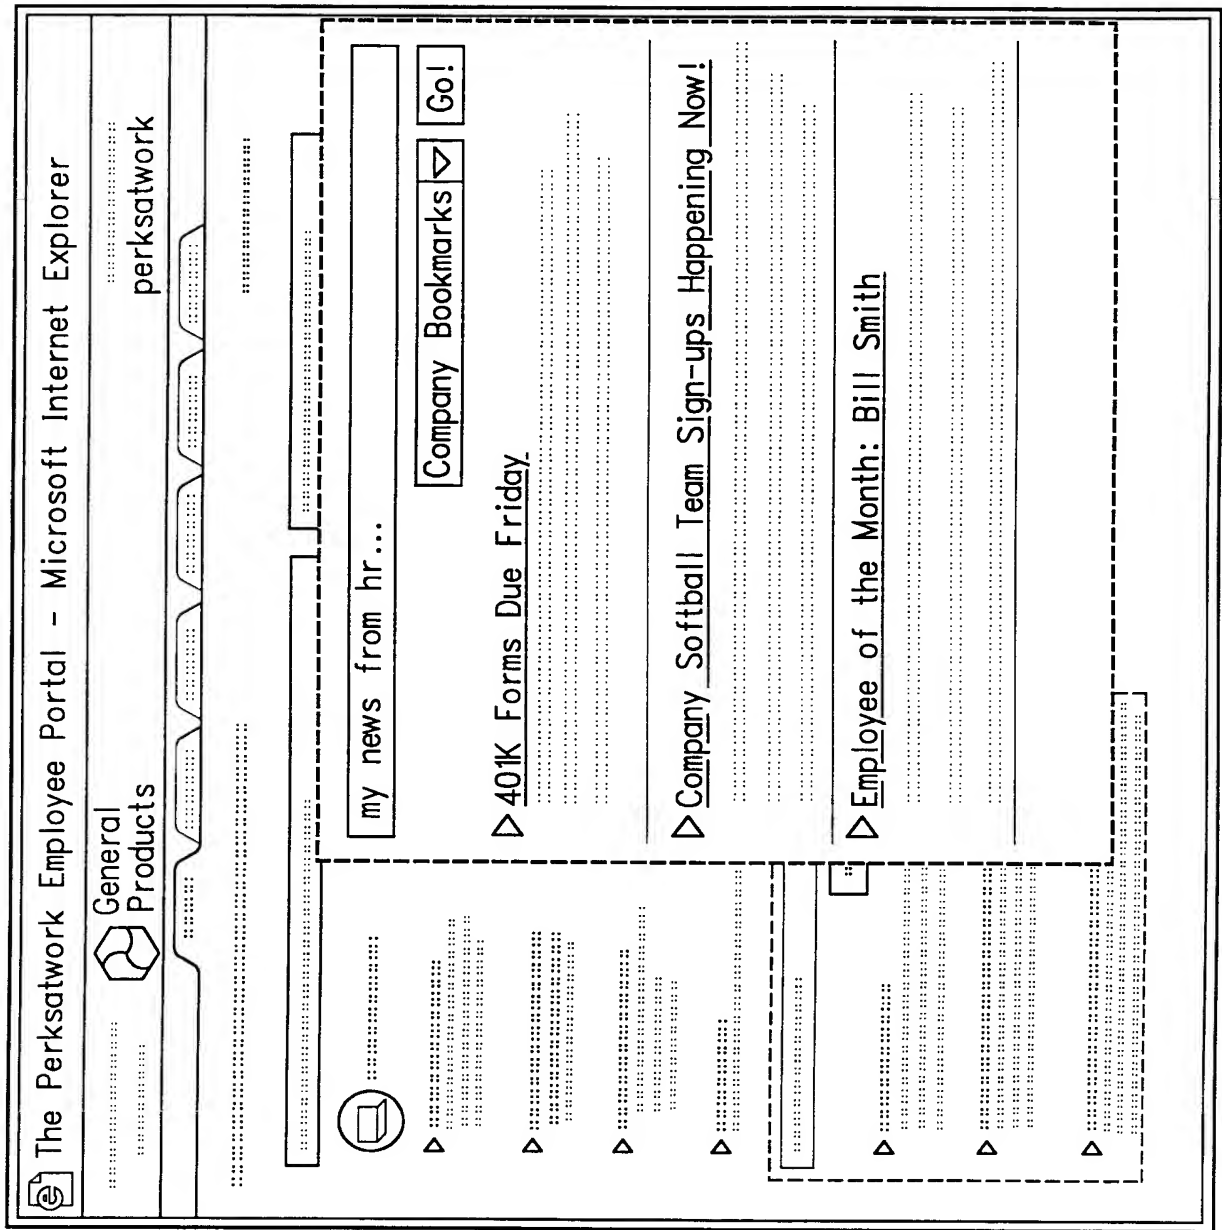 The Perksatwork Employee Portal - Microsoft Internet Explorer
General
Products
perksatwork
my news from hr...
Company Bookmarks
Go!
401K Forms Due Friday
Company Softball Team Sign-ups Happening Now!
Employee of the Month: Bill Smith